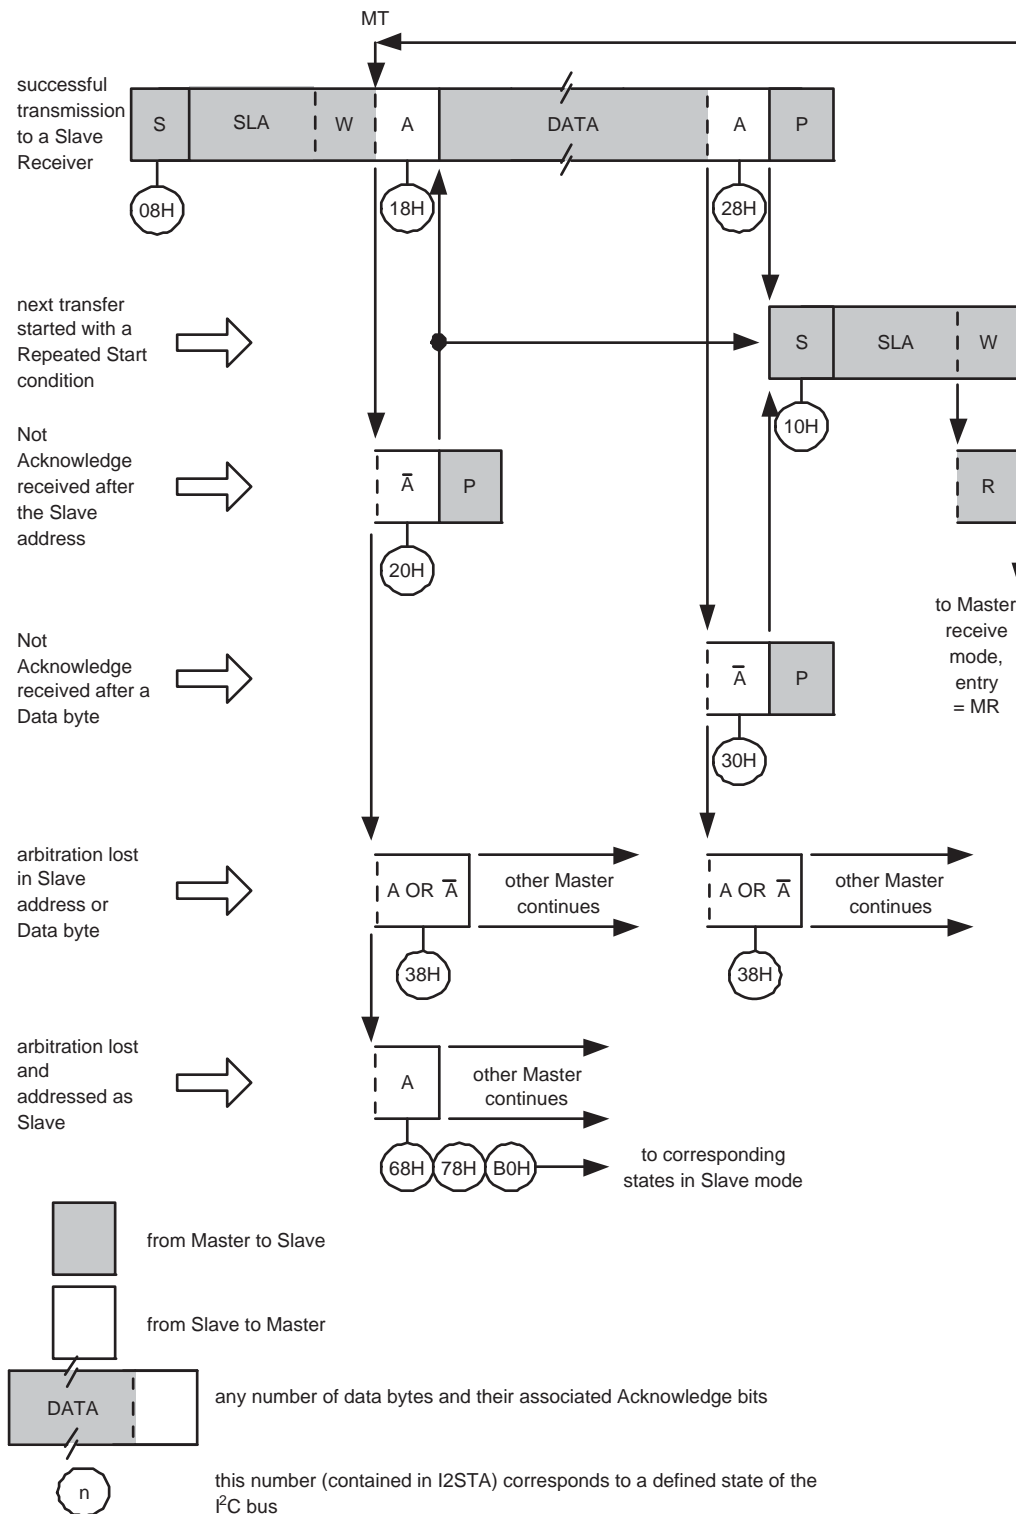 MT
successful
transmission
to a Slave
Receiver
S SLA W A DATA A P
08H 18H 28H
next transfer
started with a
Repeated Start
condition
S SLA W
10H
Not
Acknowledge
received after
the Slave
address
A̅ P
R
20H
to Master
receive
mode,
entry
= MR
Not
Acknowledge
received after a
Data byte
A̅ P
30H
arbitration lost
in Slave
address or
Data byte
A OR A̅
other Master
continues
A OR A̅
other Master
continues
38H 38H
arbitration lost
and
addressed as
Slave
A
other Master
continues
68H 78H B0H
to corresponding
states in Slave mode
from Master to Slave
from Slave to Master
DATA
any number of data bytes and their associated Acknowledge bits
n
this number (contained in I2STA) corresponds to a defined state of the
I²C bus